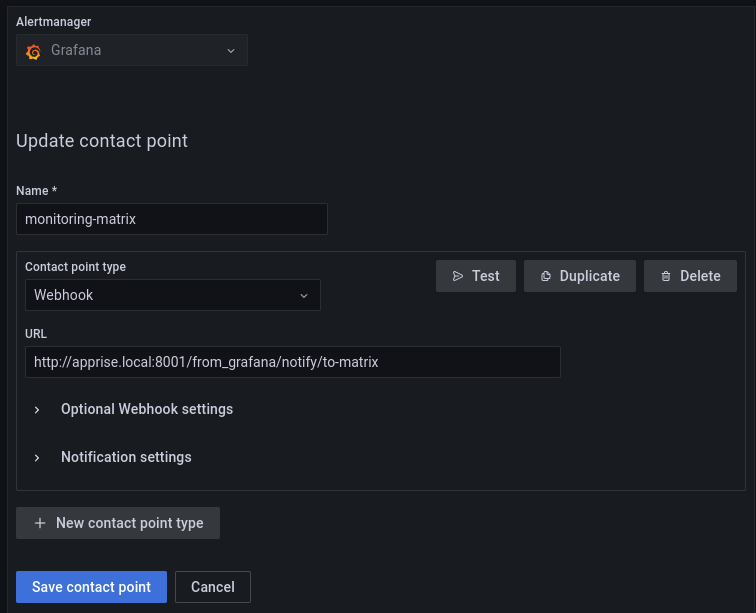 Alertmanager
Grafana
Update contact point
Name *
monitoring-matrix
Contact point type
Webhook
Test
Duplicate
Delete
URL
http://apprise.local:8001/from_grafana/notify/to-matrix
Optional Webhook settings
Notification settings
New contact point type
Save contact point
Cancel